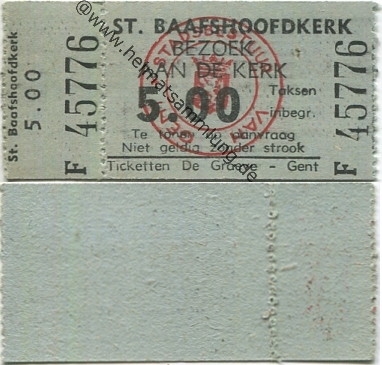 St. Baafshoofdkerk
5.00
F 45776
ST. BAAFSHOOFDKERK
BEZOEK
AAN DE KERK
5.00 Taksen
inbegr.
Te tonen op aanvraag
Niet geldig zonder strook
Ticketten De Graeve - Gent
F 45776
@www.heimatsammlung.de